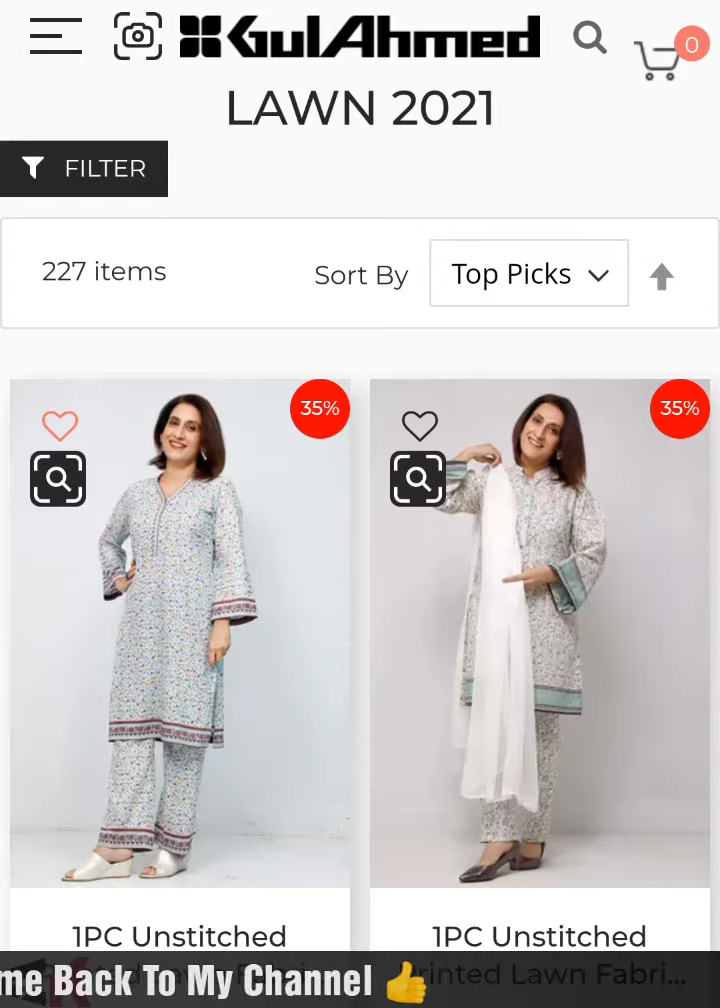 GulAhmed
0
LAWN 2021
FILTER
227 items
Sort By
Top Picks
35%
35%
1PC Unstitched
1PC Unstitched
Printed Lawn Fabri...
me Back To My Channel 👍